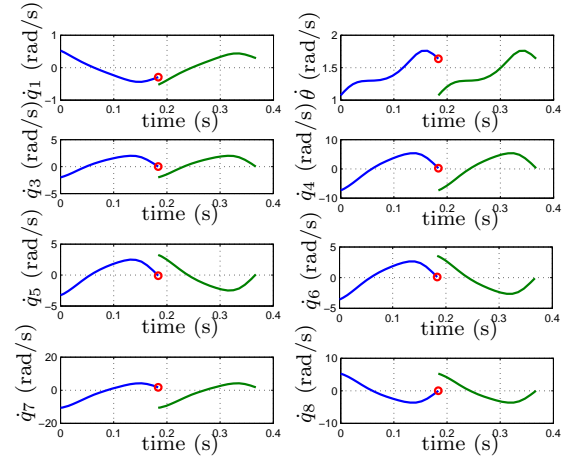 q̇1 (rad/s)
1
0
−1
0 0.1 0.2 0.3 0.4
time (s)
θ̇ (rad/s)
2
1.5
1
0 0.1 0.2 0.3 0.4
time (s)
q̇3 (rad/s)
5
0
−5
0 0.1 0.2 0.3 0.4
time (s)
q̇4 (rad/s)
10
0
−10
0 0.1 0.2 0.3 0.4
time (s)
q̇5 (rad/s)
5
0
−5
0 0.1 0.2 0.3 0.4
time (s)
q̇6 (rad/s)
5
0
−5
0 0.1 0.2 0.3 0.4
time (s)
q̇7 (rad/s)
20
0
−20
0 0.1 0.2 0.3 0.4
time (s)
q̇8 (rad/s)
10
0
−10
0 0.1 0.2 0.3 0.4
time (s)